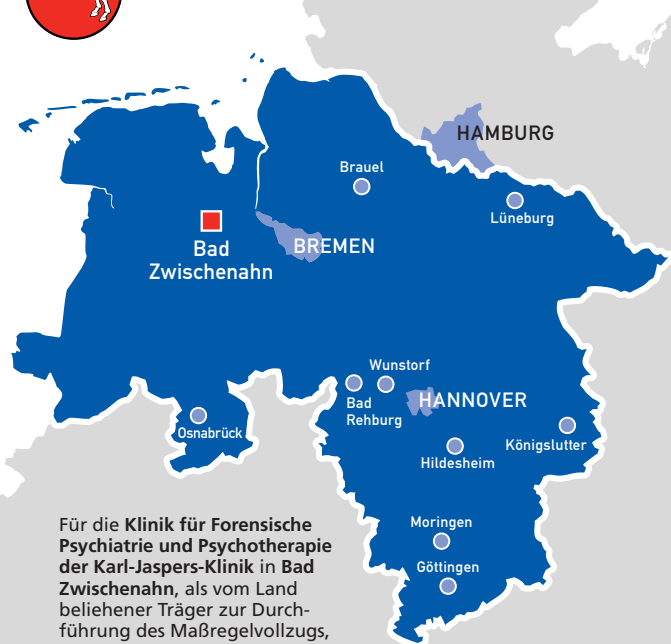 HAMBURG
Brauel
Lüneburg
BREMEN
Bad
Zwischenahn
Wunstorf
Bad
Rehburg
HANNOVER
Osnabrück
Königslutter
Hildesheim
Moringen
Göttingen
Für die Klinik für Forensische
Psychiatrie und Psychotherapie
der Karl-Jaspers-Klinik in Bad
Zwischenahn, als vom Land
beliehener Träger zur Durch-
führung des Maßregelvollzugs,